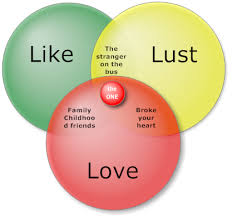 Like
Lust
The
stranger
on the
bus
the
ONE
Family
Childhoo
d friends
Broke
your
heart
Love